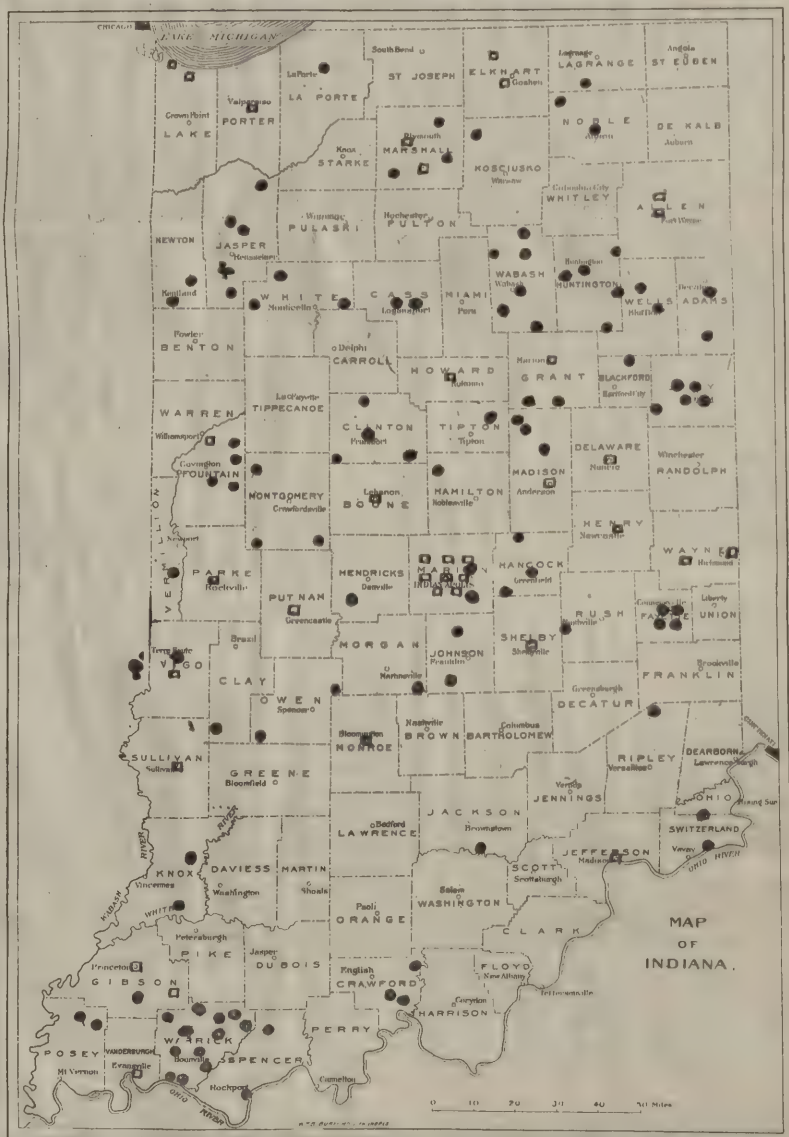 CHICAGO
LAKE MICHIGAN
South Bend
Lagrange
LAGRANGE
Angola
STEUBEN
LaPorte
LA PORTE
ST JOSEPH
ELKHART
Goshen
Valparaiso
PORTER
Crown Point
LAKE
Knox
STARKE
Plymouth
MARSHALL
NOBLE
Albion
DE KALB
Auburn
KOSCIUSKO
Warsaw
Columbia City
WHITLEY
ALLEN
Fort Wayne
NEWTON
Kentland
JASPER
Rensselaer
Winamac
PULASKI
Rochester
FULTON
WHITE
Monticello
CASS
Logansport
MIAMI
Peru
WABASH
Wabash
Huntington
HUNTINGTON
WELLS
Bluffton
Decatur
ADAMS
Fowler
BENTON
Delphi
CARROLL
HOWARD
Kokomo
Marion
GRANT
BLACKFORD
Hartford City
WARREN
Williamsport
LaFayette
TIPPECANOE
CLINTON
Frankfort
TIPTON
Tipton
MADISON
Anderson
DELAWARE
Muncie
Winchester
RANDOLPH
Covington
FOUNTAIN
MONTGOMERY
Crawfordsville
Lebanon
BOONE
HAMILTON
Noblesville
HENRY
Newcastle
WAYNE
Richmond
VERMILLION
Newport
PARKE
Rockville
PUTNAM
Greencastle
HENDRICKS
Danville
MARION
INDIANAPOLIS
HANCOCK
Greenfield
RUSH
Rushville
Connersville
FAYETTE
Liberty
UNION
Terre Haute
VIGO
Brazil
CLAY
OWEN
Spencer
MORGAN
Martinsville
JOHNSON
Franklin
SHELBY
Shelbyville
Greensburgh
DECATUR
Brookville
FRANKLIN
SULLIVAN
Sullivan
GREENE
Bloomfield
Bloomington
MONROE
Nashville
BROWN
Columbus
BARTHOLOMEW
Vernon
JENNINGS
RIPLEY
Versailles
DEARBORN
Lawrenceburgh
CINCINNATI
OHIO
Rising Sun
SWITZERLAND
Vevay
OHIO RIVER
KNOX
Vincennes
WABASH RIVER
WHITE
RIVER
DAVIESS
Washington
MARTIN
Shoals
LAWRENCE
Bedford
JACKSON
Brownstown
SCOTT
Scottsburgh
JEFFERSON
Madison
Paoli
ORANGE
Salem
WASHINGTON
CLARK
Princeton
GIBSON
Petersburgh
PIKE
Jasper
DUBOIS
English
CRAWFORD
FLOYD
New Albany
Jeffersonville
Corydon
HARRISON
POSEY
Mt Vernon
VANDERBURGH
Evansville
WARRICK
Boonville
SPENCER
Rockport
PERRY
Cannelton
OHIO RIVER
MAP
OF
INDIANA.
0 10 20 30 40 50 Miles